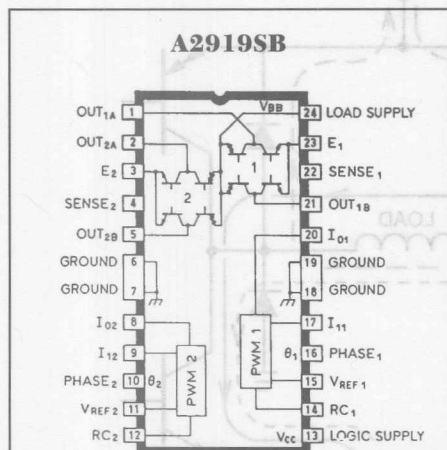 A2919SB
OUT1A 1 VBB 24 LOAD SUPPLY
OUT2A 2 23 E1
E2 3 2 1 22 SENSE1
SENSE2 4 21 OUT1B
OUT2B 5 20 I01
GROUND 6 19 GROUND
GROUND 7 18 GROUND
I02 8 17 I11
I12 9 PWM 2 PWM 1 θ1 16 PHASE1
PHASE2 10 θ2 15 VREF1
VREF2 11 14 RC1
RC2 12 VCC 13 LOGIC SUPPLY
LOAD